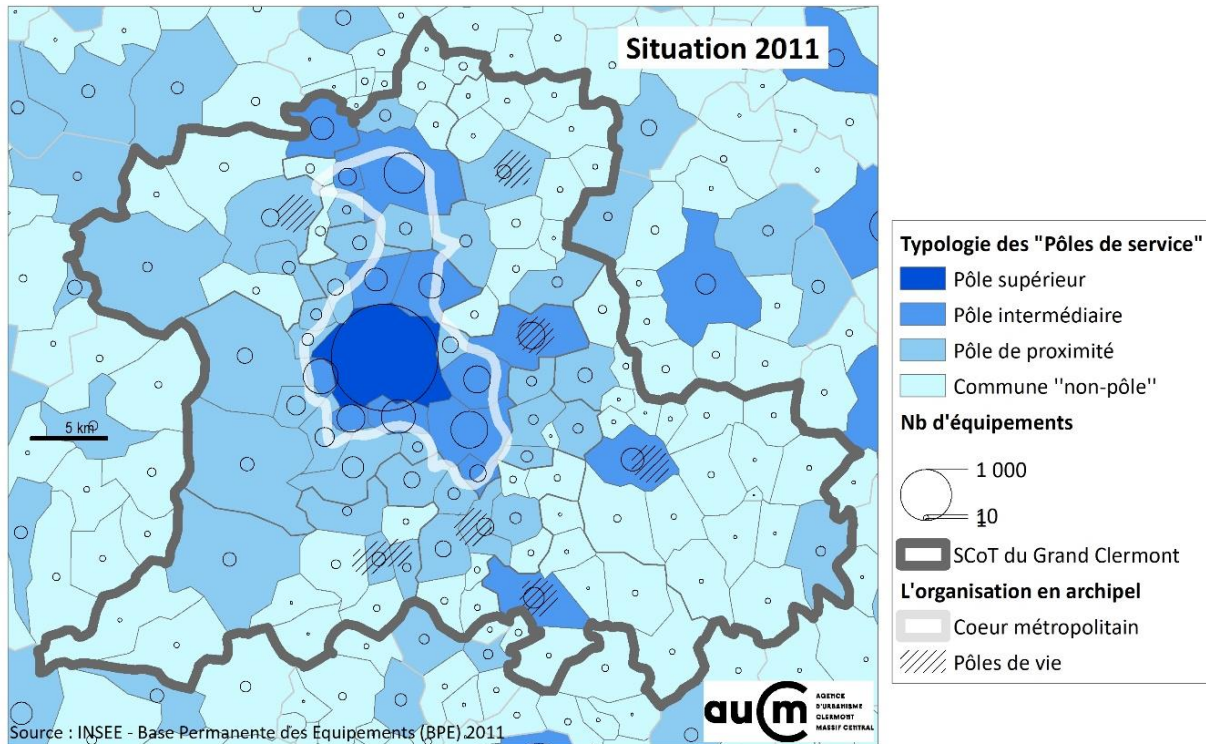 Situation 2011
5 km
Source : INSEE - Base Permanente des Equipements (BPE) 2011
auCm
AGENCE
D'URBANISME
CLERMONT
MASSIF CENTRAL
Typologie des "Pôles de service"
Pôle supérieur
Pôle intermédiaire
Pôle de proximité
Commune "non-pôle"
Nb d'équipements
1 000
10
1
SCoT du Grand Clermont
L'organisation en archipel
Coeur métropolitain
Pôles de vie